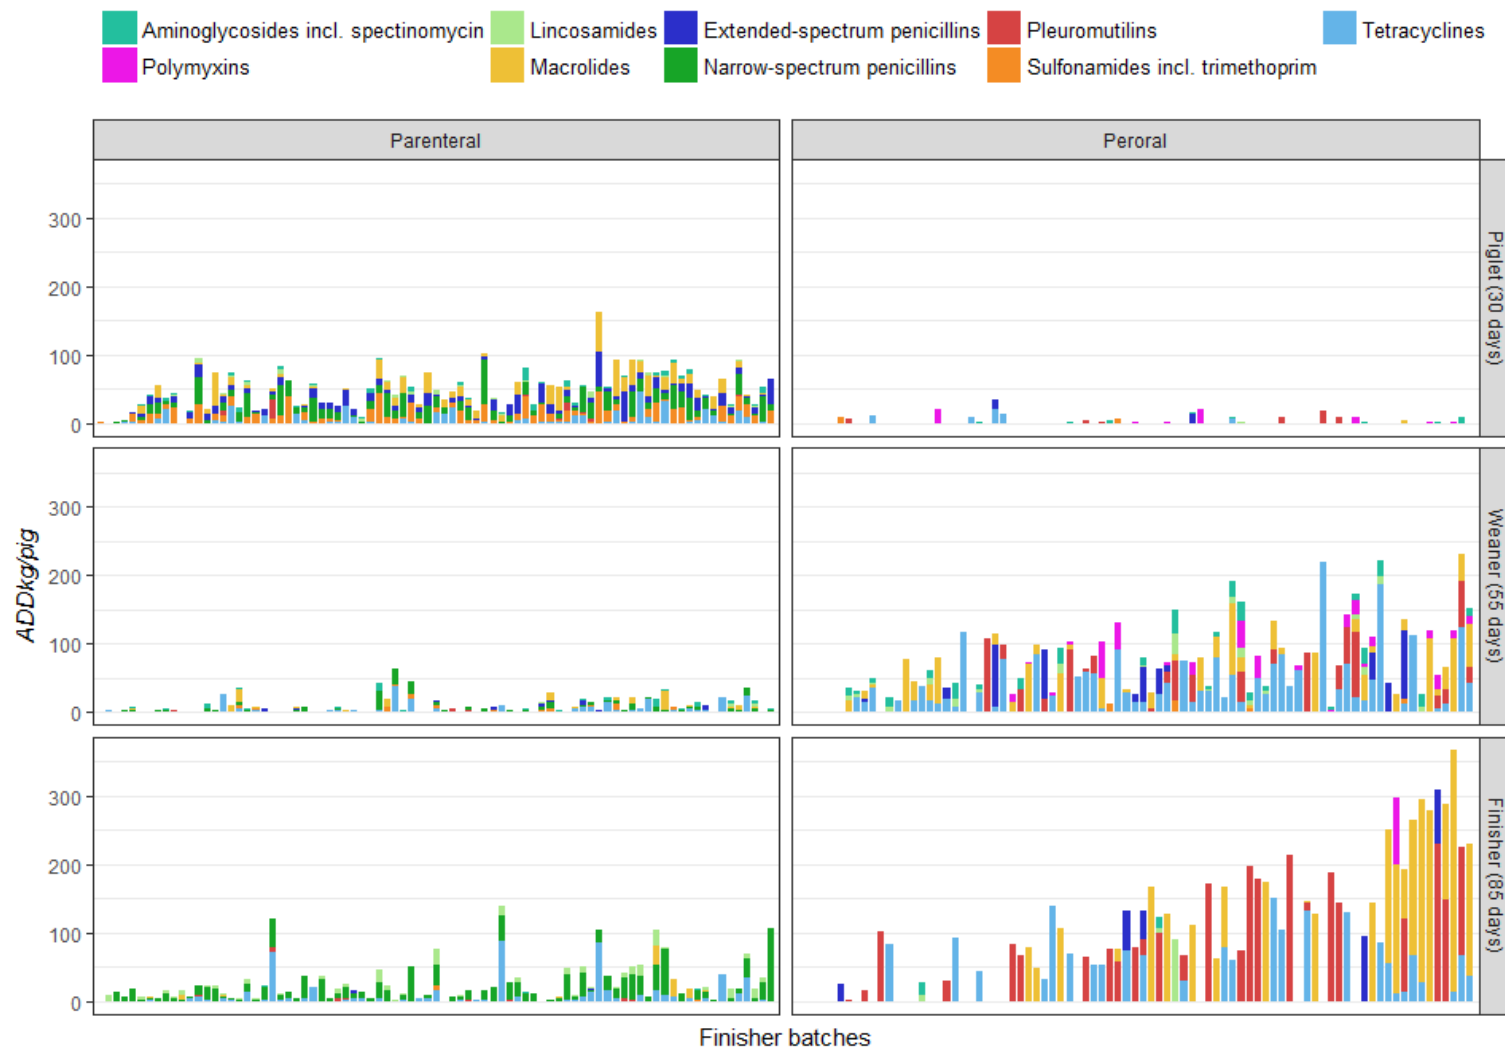 Aminoglycosides incl. spectinomycin Lincosamides Extended-spectrum penicillins Pleuromutilins Tetracyclines
Polymyxins Macrolides Narrow-spectrum penicillins Sulfonamides incl. trimethoprim
Parenteral Peroral
300
200
100
0
Piglet (30 days)
300
200
100
0
Weaner (55 days)
ADDkg/pig
300
200
100
0
Finisher (85 days)
Finisher batches